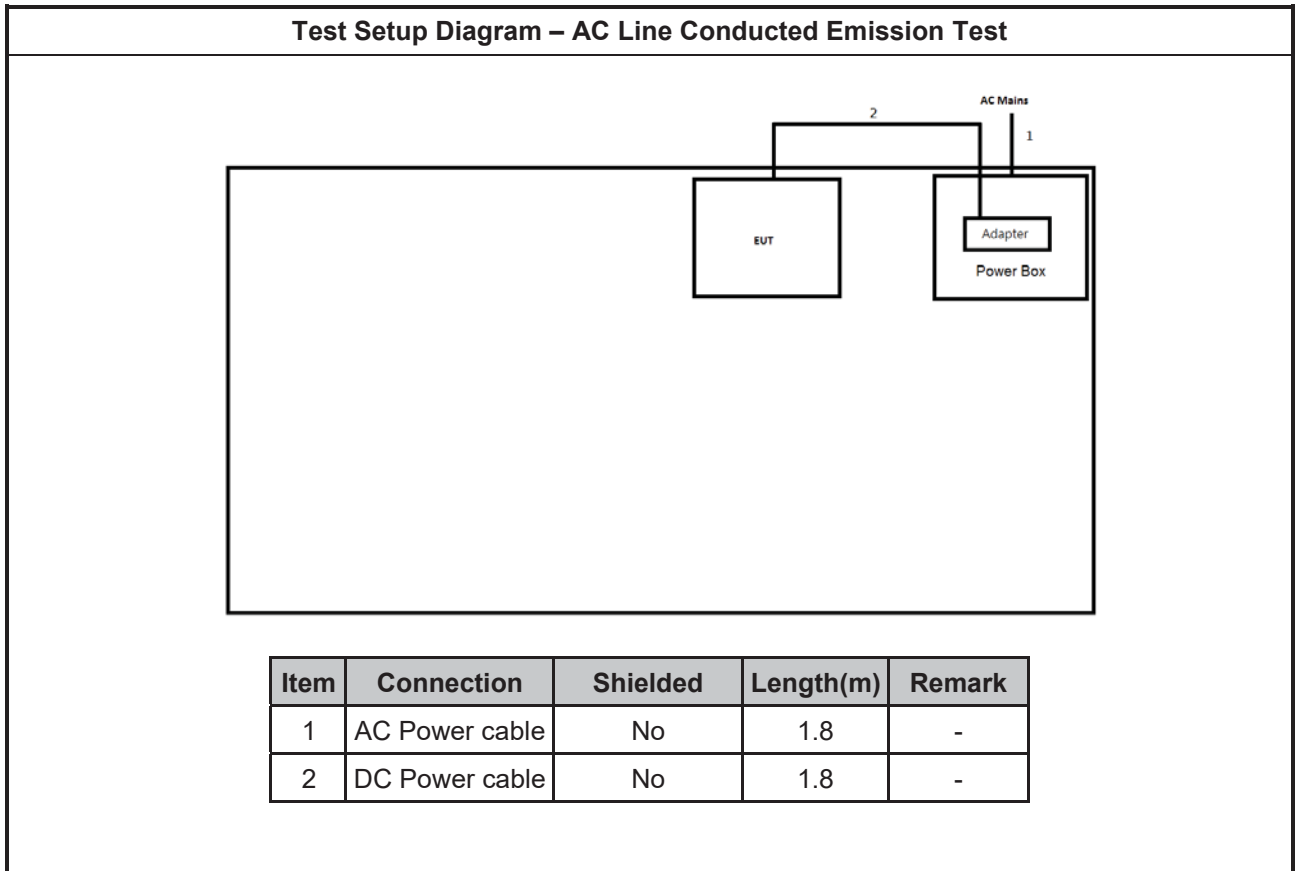 Test Setup Diagram – AC Line Conducted Emission Test
AC Mains
2
1
EUT
Adapter
Power Box
Item Connection Shielded Length(m) Remark
1 AC Power cable No 1.8 -
2 DC Power cable No 1.8 -